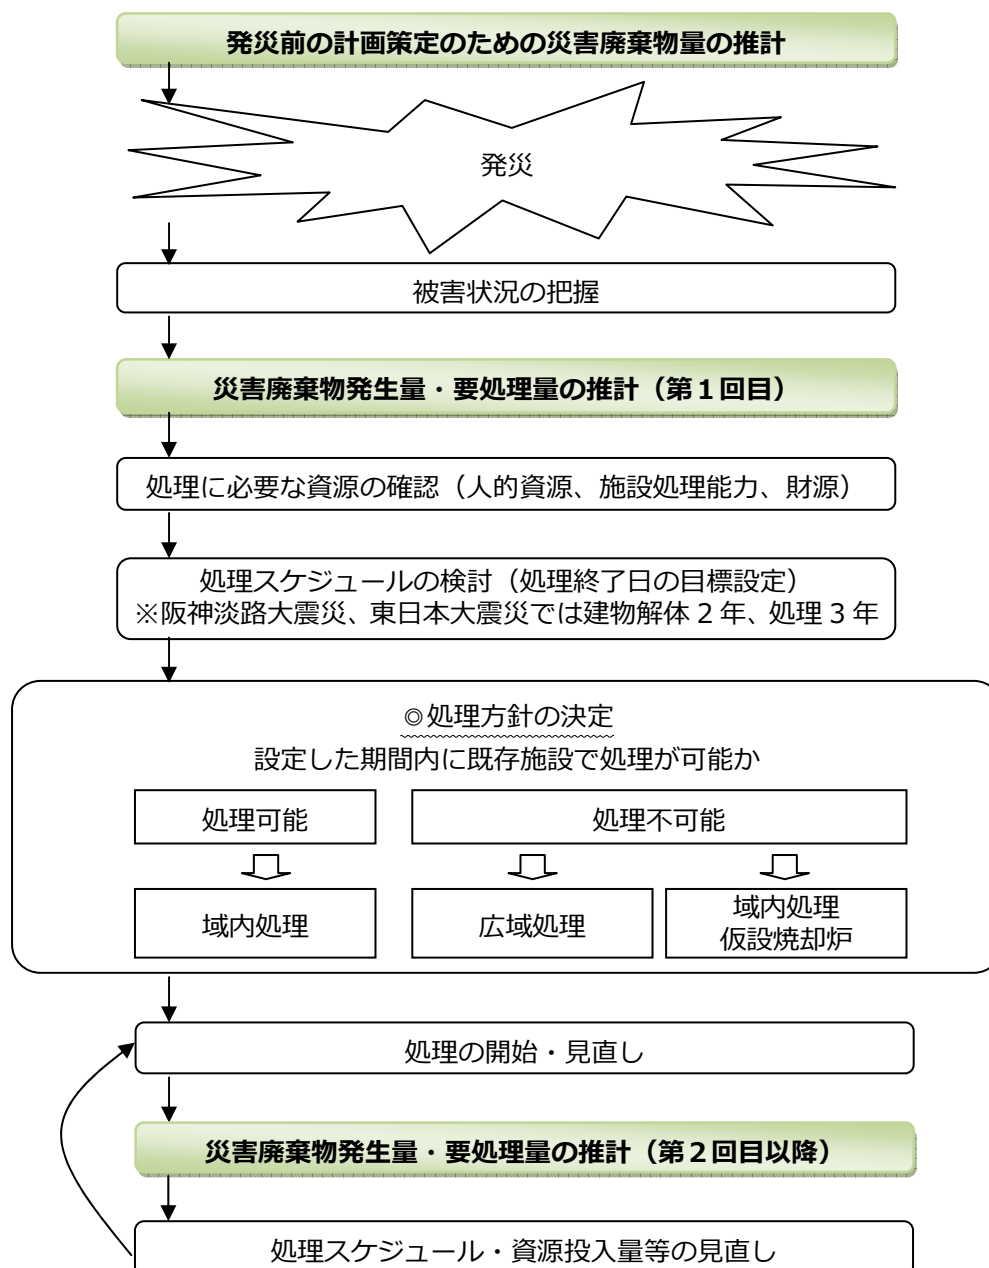 発災前の計画策定のための災害廃棄物量の推計
発災
被害状況の把握
災害廃棄物発生量・要処理量の推計（第１回目）
処理に必要な資源の確認（人的資源、施設処理能力、財源）
処理スケジュールの検討（処理終了日の目標設定）
※阪神淡路大震災、東日本大震災では建物解体２年、処理３年
◎処理方針の決定
設定した期間内に既存施設で処理が可能か
処理可能
処理不可能
域内処理
広域処理
域内処理
仮設焼却炉
処理の開始・見直し
災害廃棄物発生量・要処理量の推計（第２回目以降）
処理スケジュール・資源投入量等の見直し